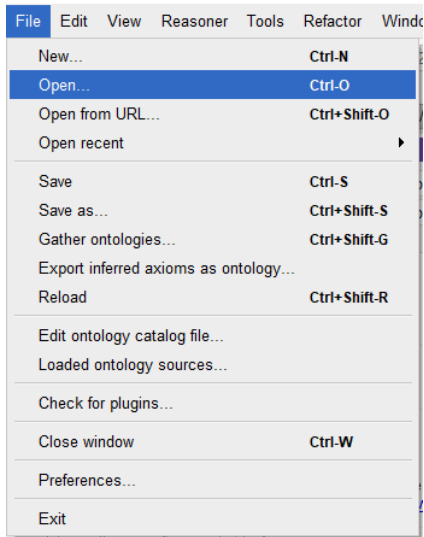 File Edit View Reasoner Tools Refactor
New... Ctrl-N
Open... Ctrl-O
Open from URL... Ctrl+Shift-O
Open recent
Save Ctrl-S
Save as... Ctrl+Shift-S
Gather ontologies... Ctrl+Shift-G
Export inferred axioms as ontology...
Reload Ctrl+Shift-R
Edit ontology catalog file...
Loaded ontology sources...
Check for plugins...
Close window Ctrl-W
Preferences...
Exit